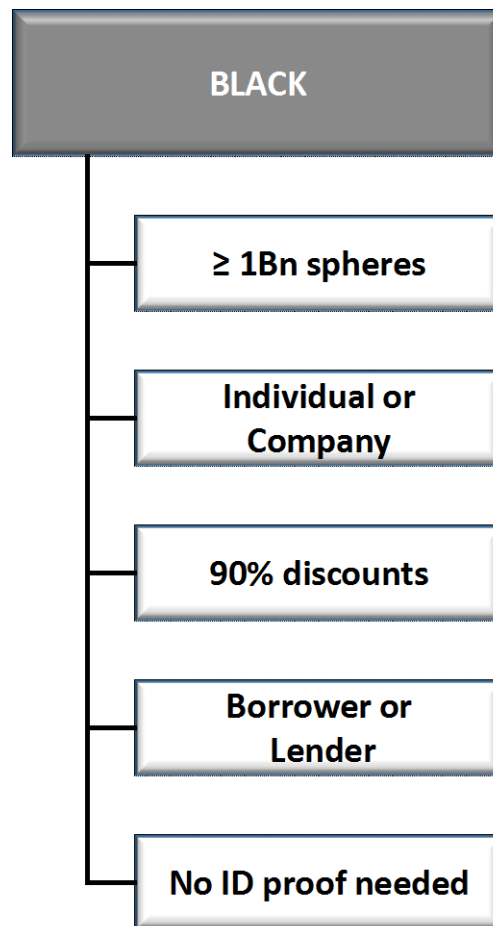 BLACK
≥ 1Bn spheres
Individual or
Company
90% discounts
Borrower or
Lender
No ID proof needed